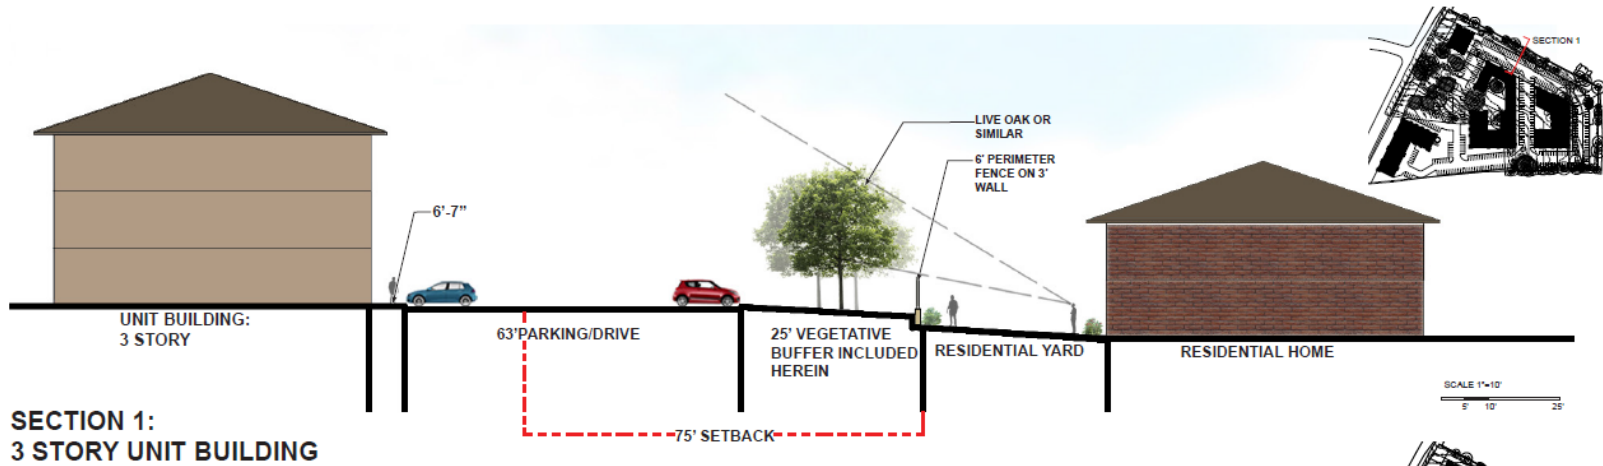 SECTION 1
LIVE OAK OR
SIMILAR
6' PERIMETER
FENCE ON 3'
WALL
6'-7"
UNIT BUILDING:
3 STORY
63'PARKING/DRIVE
25' VEGETATIVE
BUFFER INCLUDED
HEREIN
RESIDENTIAL YARD
RESIDENTIAL HOME
SCALE 1"=10'
5' 10' 25'
75' SETBACK
SECTION 1:
3 STORY UNIT BUILDING